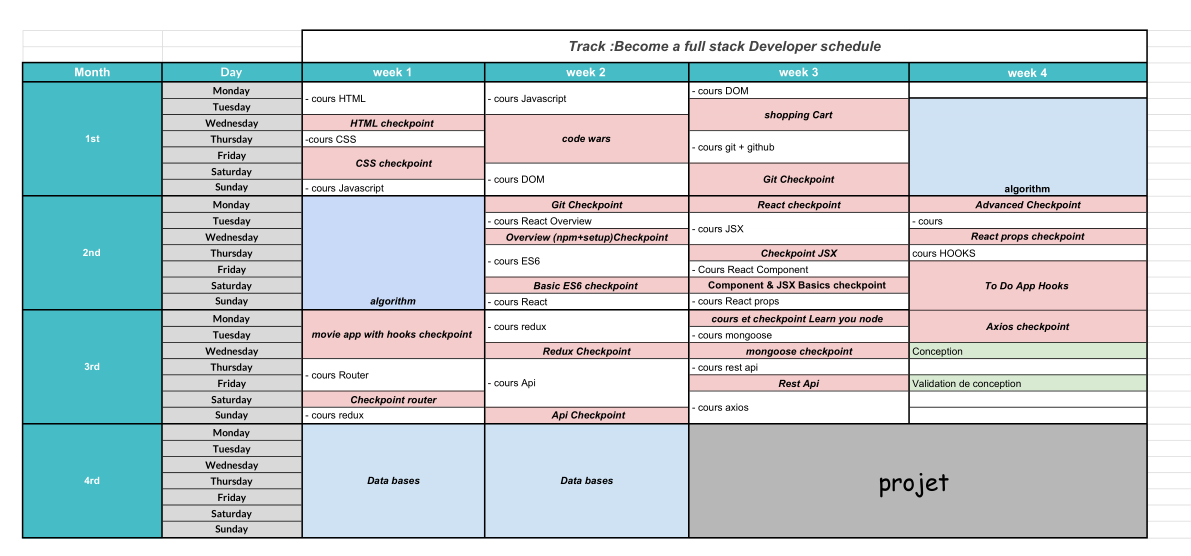 Track :Become a full stack Developer schedule
Month Day week 1 week 2 week 3 week 4
1st
Monday - cours HTML - cours Javascript - cours DOM
Tuesday shopping Cart algorithm
Wednesday HTML checkpoint code wars
Thursday -cours CSS - cours git + github
Friday CSS checkpoint
Saturday - cours DOM Git Checkpoint
Sunday - cours Javascript
2nd
Monday algorithm Git Checkpoint React checkpoint Advanced Checkpoint
Tuesday - cours React Overview - cours JSX - cours
Wednesday Overview (npm+setup)Checkpoint React props checkpoint
Thursday - cours ES6 Checkpoint JSX cours HOOKS
Friday - Cours React Component To Do App Hooks
Saturday Basic ES6 checkpoint Component & JSX Basics checkpoint
Sunday - cours React - cours React props
3rd
Monday movie app with hooks checkpoint - cours redux cours et checkpoint Learn you node Axios checkpoint
Tuesday - cours mongoose
Wednesday Redux Checkpoint mongoose checkpoint Conception
Thursday - cours Router - cours Api - cours rest api
Friday Rest Api Validation de conception
Saturday Checkpoint router - cours axios
Sunday - cours redux Api Checkpoint
4rd
Monday Data bases Data bases projet
Tuesday
Wednesday
Thursday
Friday
Saturday
Sunday